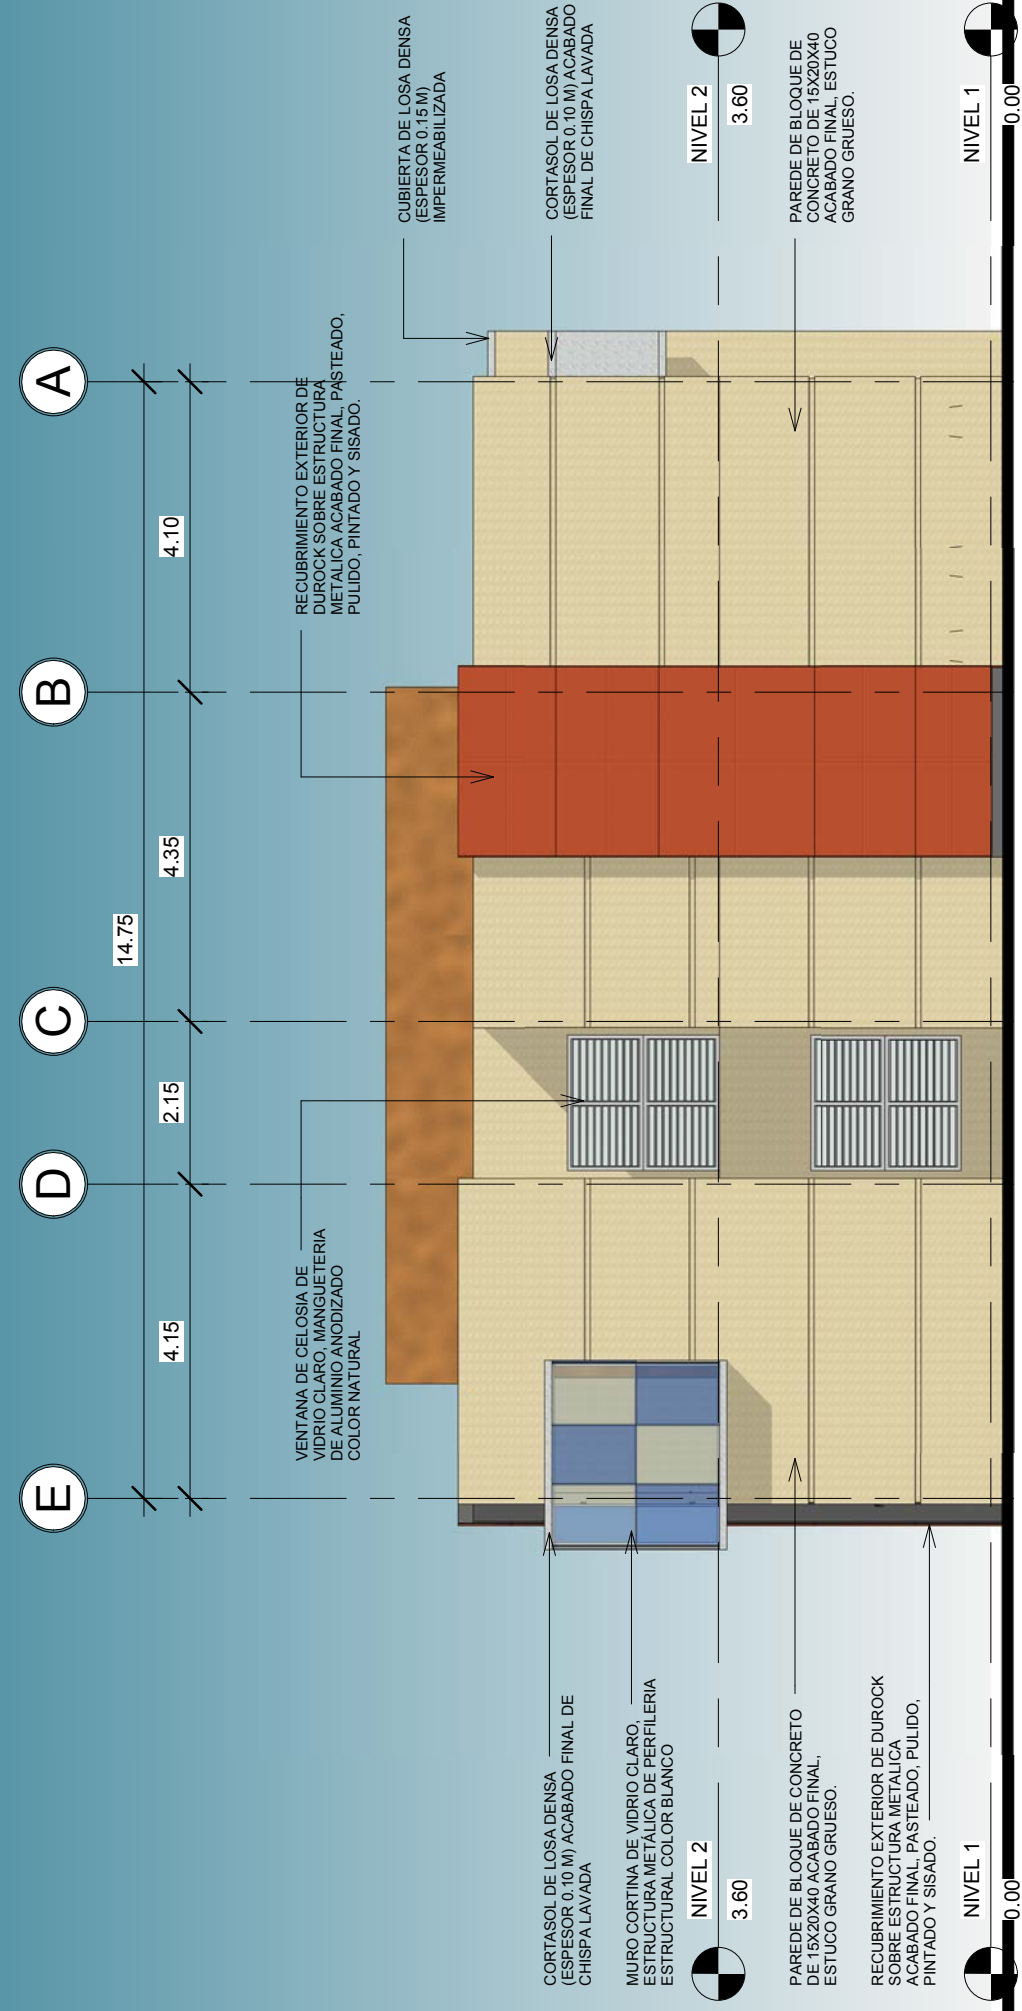 E
D
C
B
A
14.75
4.15
2.15
4.35
4.10
VENTANA DE CELOSIA DE
VIDRIO CLARO, MANGUETERIA
DE ALUMINIO ANODIZADO
COLOR NATURAL
RECUBRIMIENTO EXTERIOR DE
DUROCK SOBRE ESTRUCTURA
METALICA ACABADO FINAL, PASTEADO,
PULIDO, PINTADO Y SISADO.
CUBIERTA DE LOSA DENSA
(ESPESOR 0.15 M)
IMPERMEABILIZADA
CORTASOL DE LOSA DENSA
(ESPESOR 0.10 M) ACABADO
FINAL DE CHISPA LAVADA
NIVEL 2
3.60
PAREDE DE BLOQUE DE
CONCRETO DE 15X20X40
ACABADO FINAL, ESTUCO
GRANO GRUESO.
NIVEL 1
0.00
CORTASOL DE LOSA DENSA
(ESPESOR 0.10 M) ACABADO FINAL DE
CHISPA LAVADA
MURO CORTINA DE VIDRIO CLARO,
ESTRUCTURA METÁLICA DE PERFILERIA
ESTRUCTURAL COLOR BLANCO
NIVEL 2
3.60
PAREDE DE BLOQUE DE CONCRETO
DE 15X20X40 ACABADO FINAL,
ESTUCO GRANO GRUESO.
RECUBRIMIENTO EXTERIOR DE DUROCK
SOBRE ESTRUCTURA METALICA
ACABADO FINAL, PASTEADO, PULIDO,
PINTADO Y SISADO.
NIVEL 1
0.00